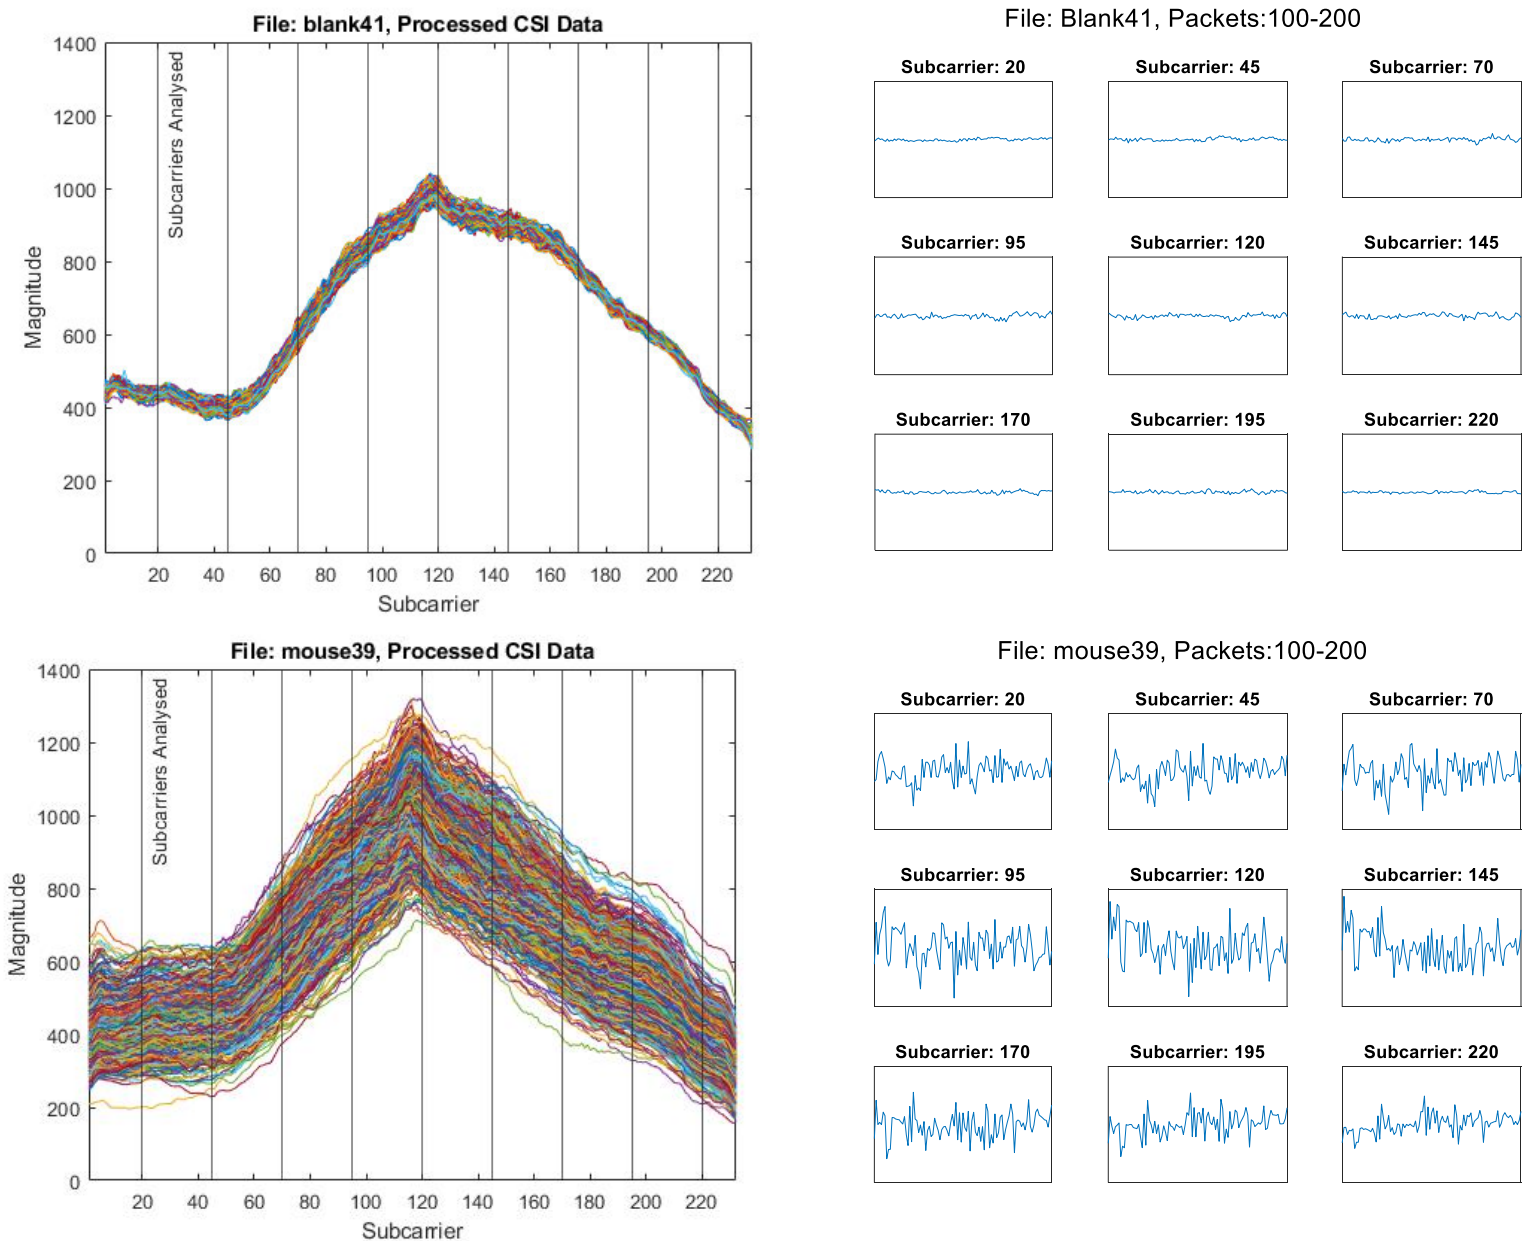 File: blank41, Processed CSI Data
1400
1200
1000
800
600
400
200
0
Magnitude
Subcarriers Analysed
20 40 60 80 100 120 140 160 180 200 220
Subcarrier
File: Blank41, Packets:100-200
Subcarrier: 20 Subcarrier: 45 Subcarrier: 70
Subcarrier: 95 Subcarrier: 120 Subcarrier: 145
Subcarrier: 170 Subcarrier: 195 Subcarrier: 220
File: mouse39, Processed CSI Data
1400
1200
1000
800
600
400
200
0
Magnitude
Subcarriers Analysed
20 40 60 80 100 120 140 160 180 200 220
Subcarrier
File: mouse39, Packets:100-200
Subcarrier: 20 Subcarrier: 45 Subcarrier: 70
Subcarrier: 95 Subcarrier: 120 Subcarrier: 145
Subcarrier: 170 Subcarrier: 195 Subcarrier: 220